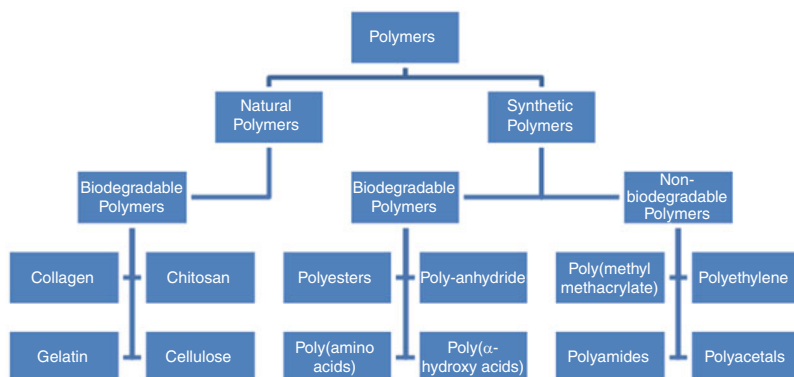 Polymers
Natural
Polymers
Synthetic
Polymers
Biodegradable
Polymers
Biodegradable
Polymers
Non-
biodegradable
Polymers
Collagen
Chitosan
Polyesters
Poly-anhydride
Poly(methyl
methacrylate)
Polyethylene
Gelatin
Cellulose
Poly(amino
acids)
Poly(α-
hydroxy acids)
Polyamides
Polyacetals